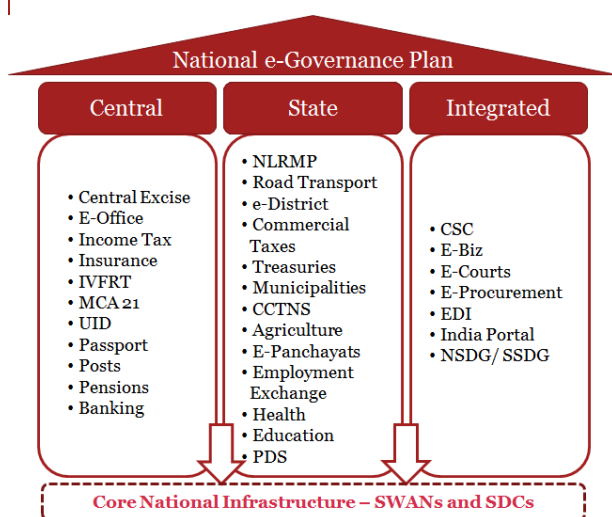 National e-Governance Plan
Central
• Central Excise
• E-Office
• Income Tax
• Insurance
• IVFRT
• MCA 21
• UID
• Passport
• Posts
• Pensions
• Banking
State
• NLRMP
• Road Transport
• e-District
• Commercial
Taxes
• Treasuries
• Municipalities
• CCTNS
• Agriculture
• E-Panchayats
• Employment
Exchange
• Health
• Education
• PDS
Integrated
• CSC
• E-Biz
• E-Courts
• E-Procurement
• EDI
• India Portal
• NSDG/ SSDG
Core National Infrastructure – SWANs and SDCs